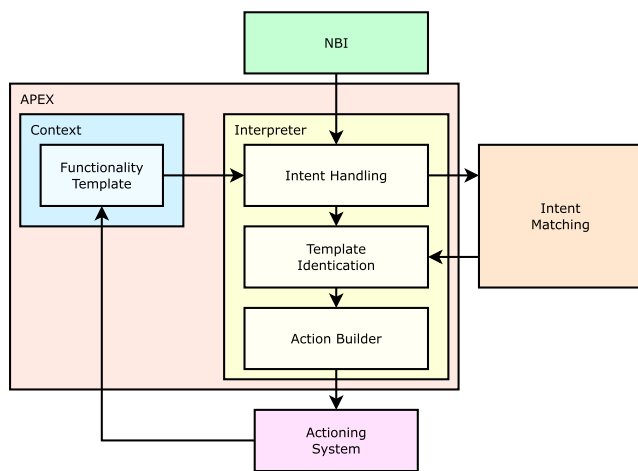 NBI
APEX
Context
Interpreter
Functionality
Template
Intent Handling
Intent
Matching
Template
Identication
Action Builder
Actioning
System